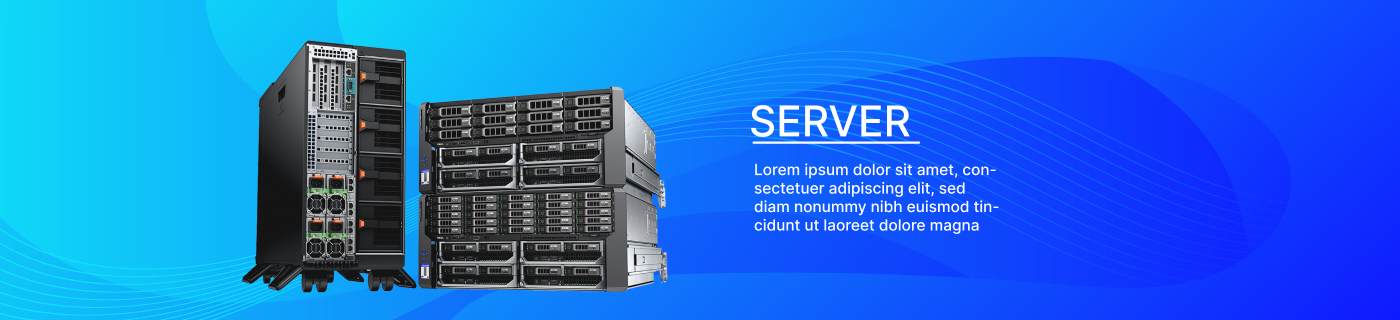 SERVER
Lorem ipsum dolor sit amet, con-
sectetuer adipiscing elit, sed
diam nonummy nibh euismod tin-
cidunt ut laoreet dolore magna